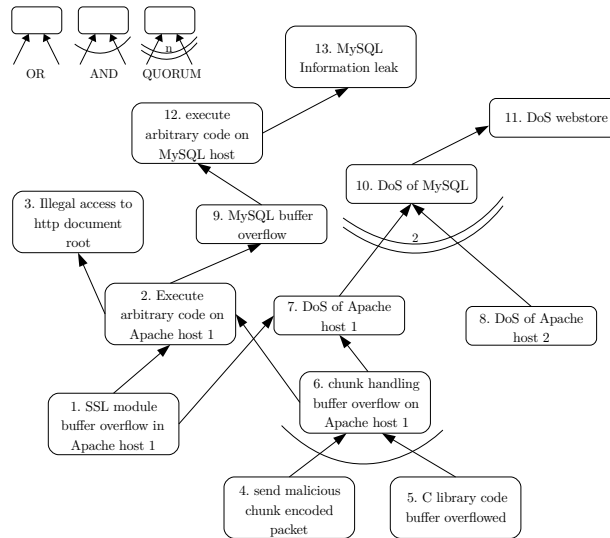 n
OR
AND
QUORUM
13. MySQL
Information leak
12. execute
arbitrary code on
MySQL host
11. DoS webstore
10. DoS of MySQL
3. Illegal access to
http document
root
9. MySQL buffer
overflow
2
2. Execute
arbitrary code on
Apache host 1
7. DoS of Apache
host 1
8. DoS of Apache
host 2
6. chunk handling
buffer overflow on
Apache host 1
1. SSL module
buffer overflow in
Apache host 1
4. send malicious
chunk encoded
packet
5. C library code
buffer overflowed